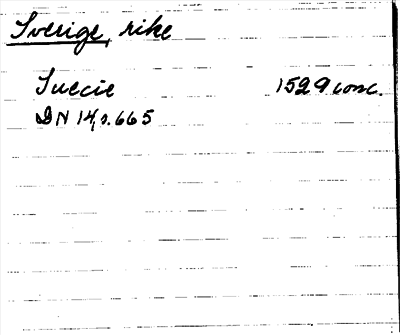 Sverige, rike
Suecie 1529 conc.
DN 14, s. 665